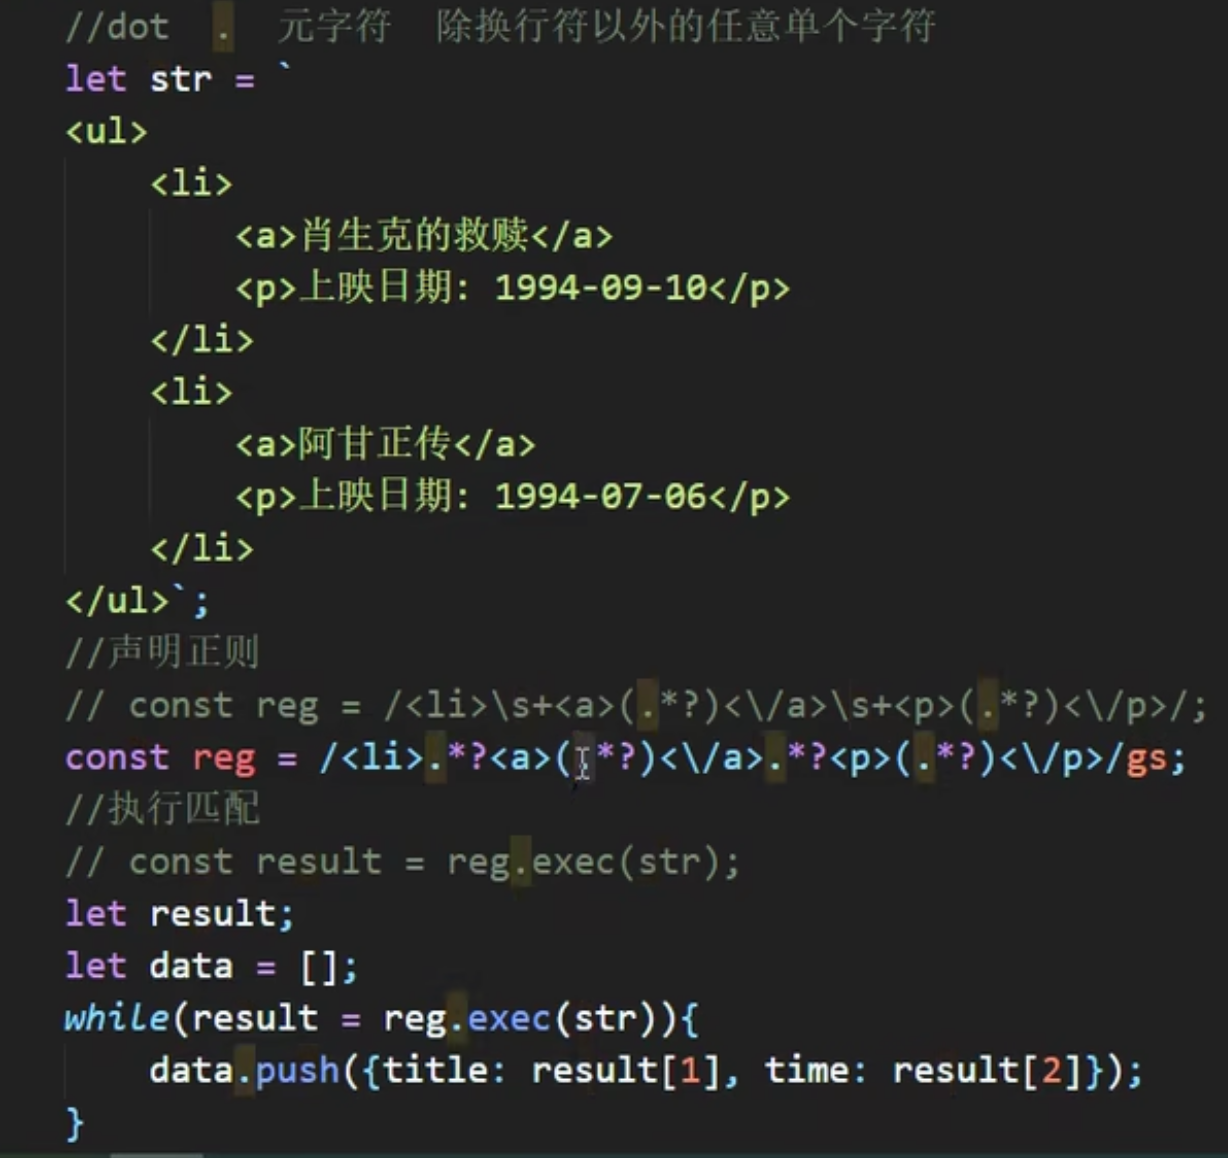 //dot  .  元字符  除换行符以外的任意单个字符
let str = `
<ul>
    <li>
        <a>肖生克的救赎</a>
        <p>上映日期: 1994-09-10</p>
    </li>
    <li>
        <a>阿甘正传</a>
        <p>上映日期: 1994-07-06</p>
    </li>
</ul>`;
//声明正则
// const reg = /<li>\s+<a>(.*?)<\/a>\s+<p>(.*?)<\/p>/;
const reg = /<li>.*?<a>(.*?)<\/a>.*?<p>(.*?)<\/p>/gs;
//执行匹配
// const result = reg.exec(str);
let result;
let data = [];
while(result = reg.exec(str)){
    data.push({title: result[1], time: result[2]});
}